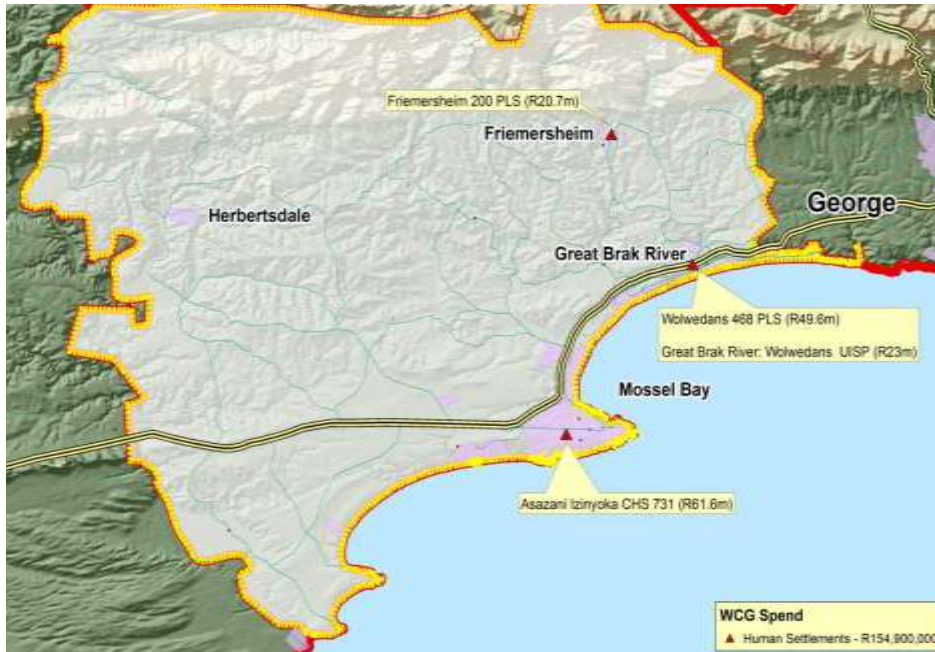 Friemersheim 200 PLS (R20.7m)
Friemersheim
Herbertsdale
George
Great Brak River
Wolwedans 468 PLS (R49.6m)
Great Brak River: Wolwedans UISP (R23m)
Mossel Bay
Asazani Izinyoka CHS 731 (R61.6m)
WCG Spend
Human Settlements - R154,900,000